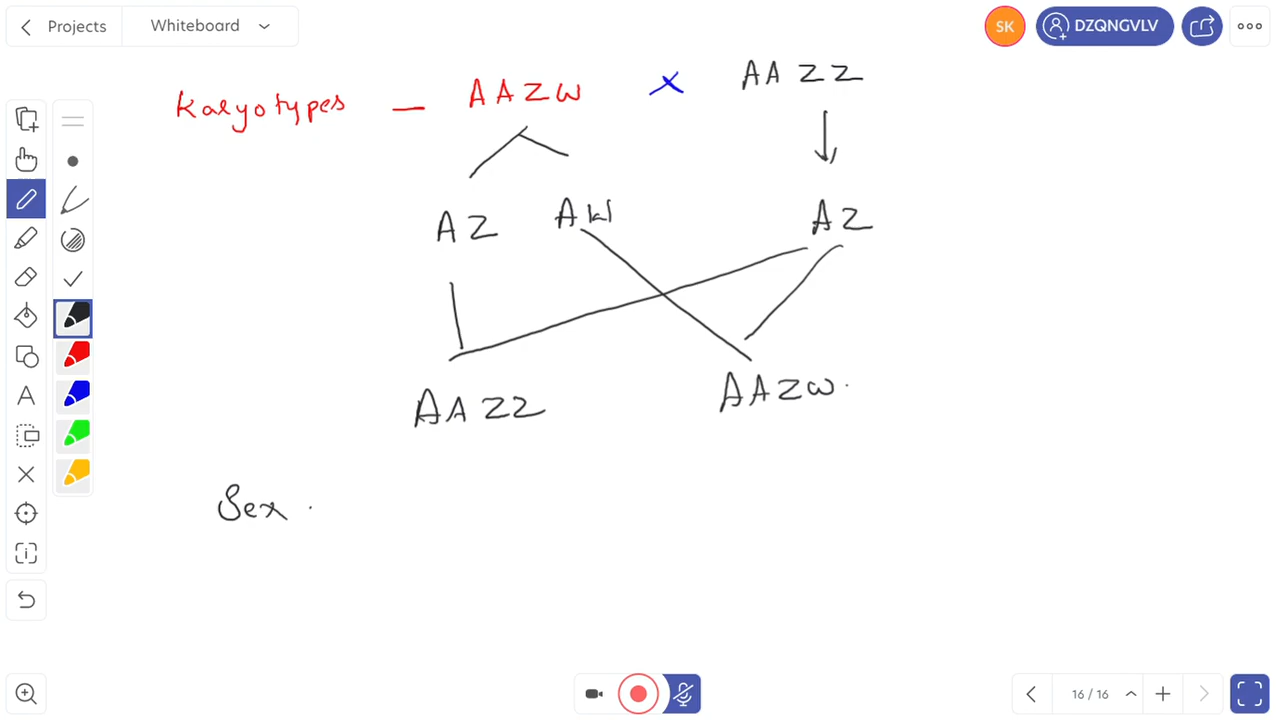 Projects Whiteboard SK DZQNGVLV
Karyotypes - AAZW X AAZZ
AZ AW AZ
AAZZ AAZW.
Sex .
16 / 16